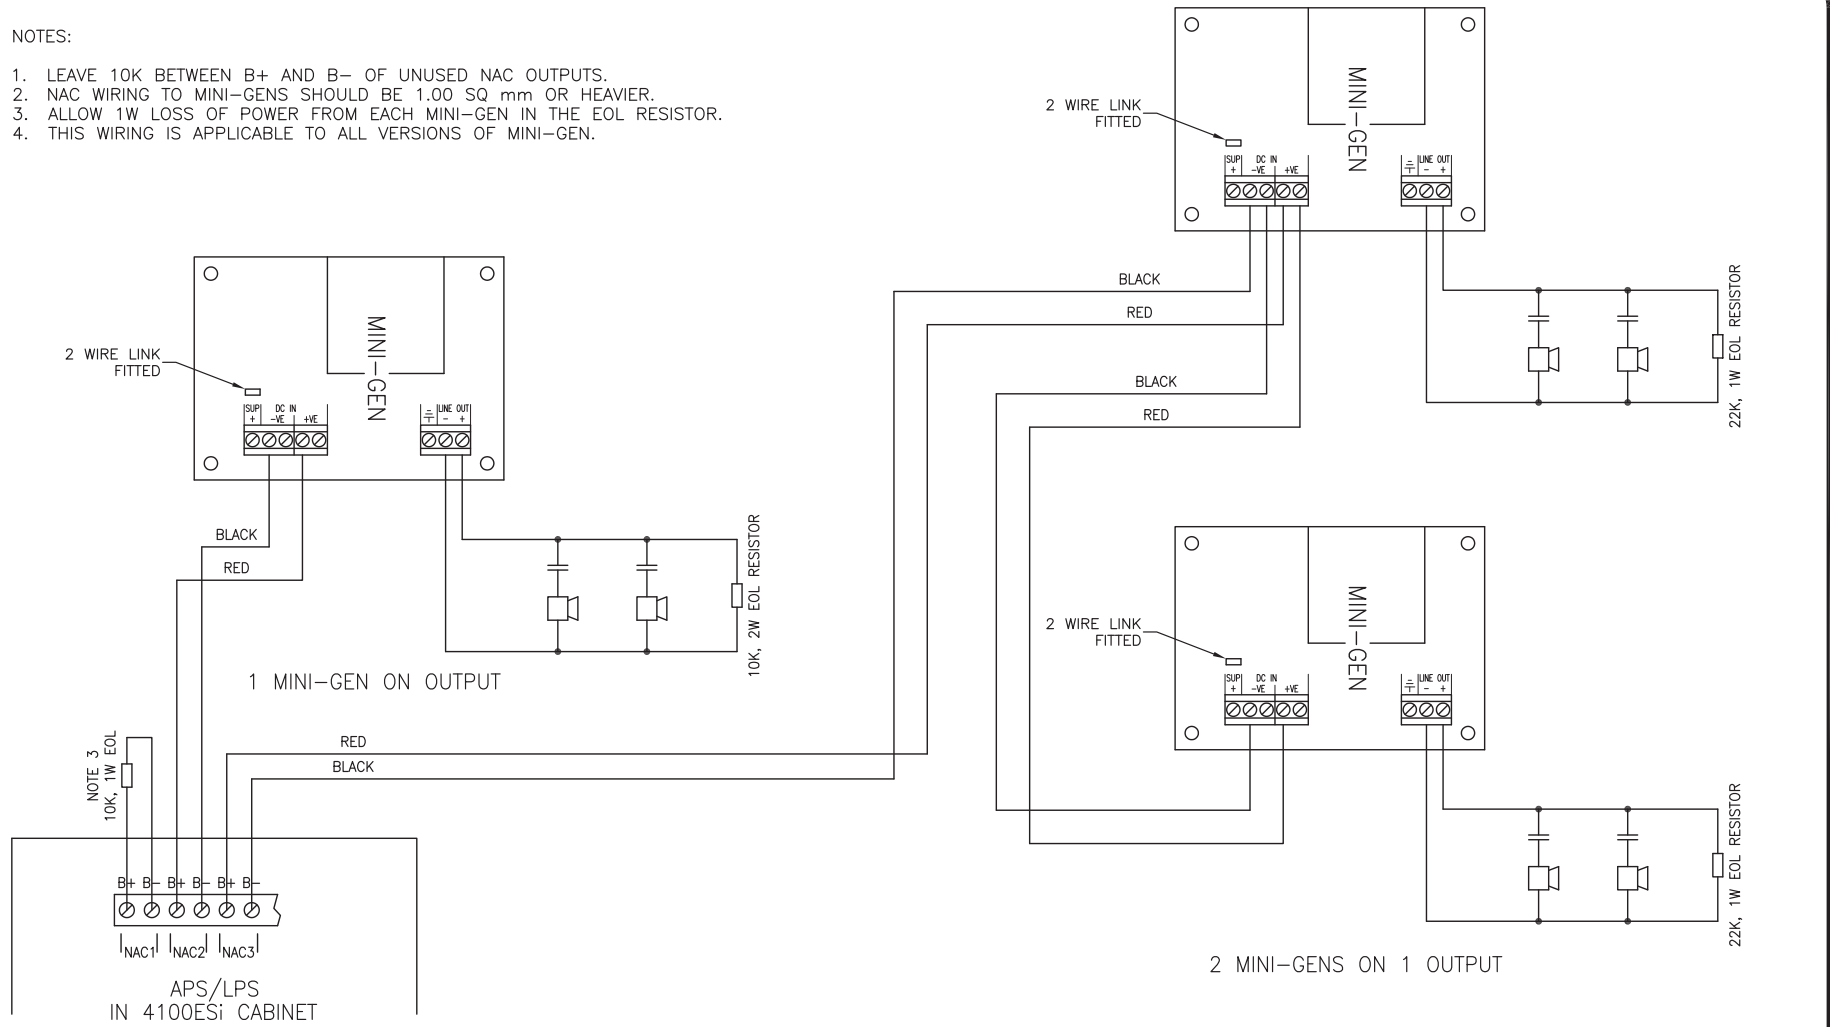 NOTES:
1. LEAVE 10K BETWEEN B+ AND B- OF UNUSED NAC OUTPUTS.
2. NAC WIRING TO MINI-GENS SHOULD BE 1.00 SQ mm OR HEAVIER.
3. ALLOW 1W LOSS OF POWER FROM EACH MINI-GEN IN THE EOL RESISTOR.
4. THIS WIRING IS APPLICABLE TO ALL VERSIONS OF MINI-GEN.
2 WIRE LINK
FITTED
MINI-GEN
SUP DC IN
+ -VE +VE
LINE OUT
- +
BLACK
RED
10K, 2W EOL RESISTOR
1 MINI-GEN ON OUTPUT
2 WIRE LINK
FITTED
MINI-GEN
SUP DC IN
+ -VE +VE
LINE OUT
- +
BLACK
RED
BLACK
RED
22K, 1W EOL RESISTOR
2 WIRE LINK
FITTED
MINI-GEN
SUP DC IN
+ -VE +VE
LINE OUT
- +
22K, 1W EOL RESISTOR
2 MINI-GENS ON 1 OUTPUT
RED
BLACK
NOTE 3
10K, 1W EOL
B+ B- B+ B- B+ B-
NAC1 NAC2 NAC3
APS/LPS
IN 4100ESi CABINET